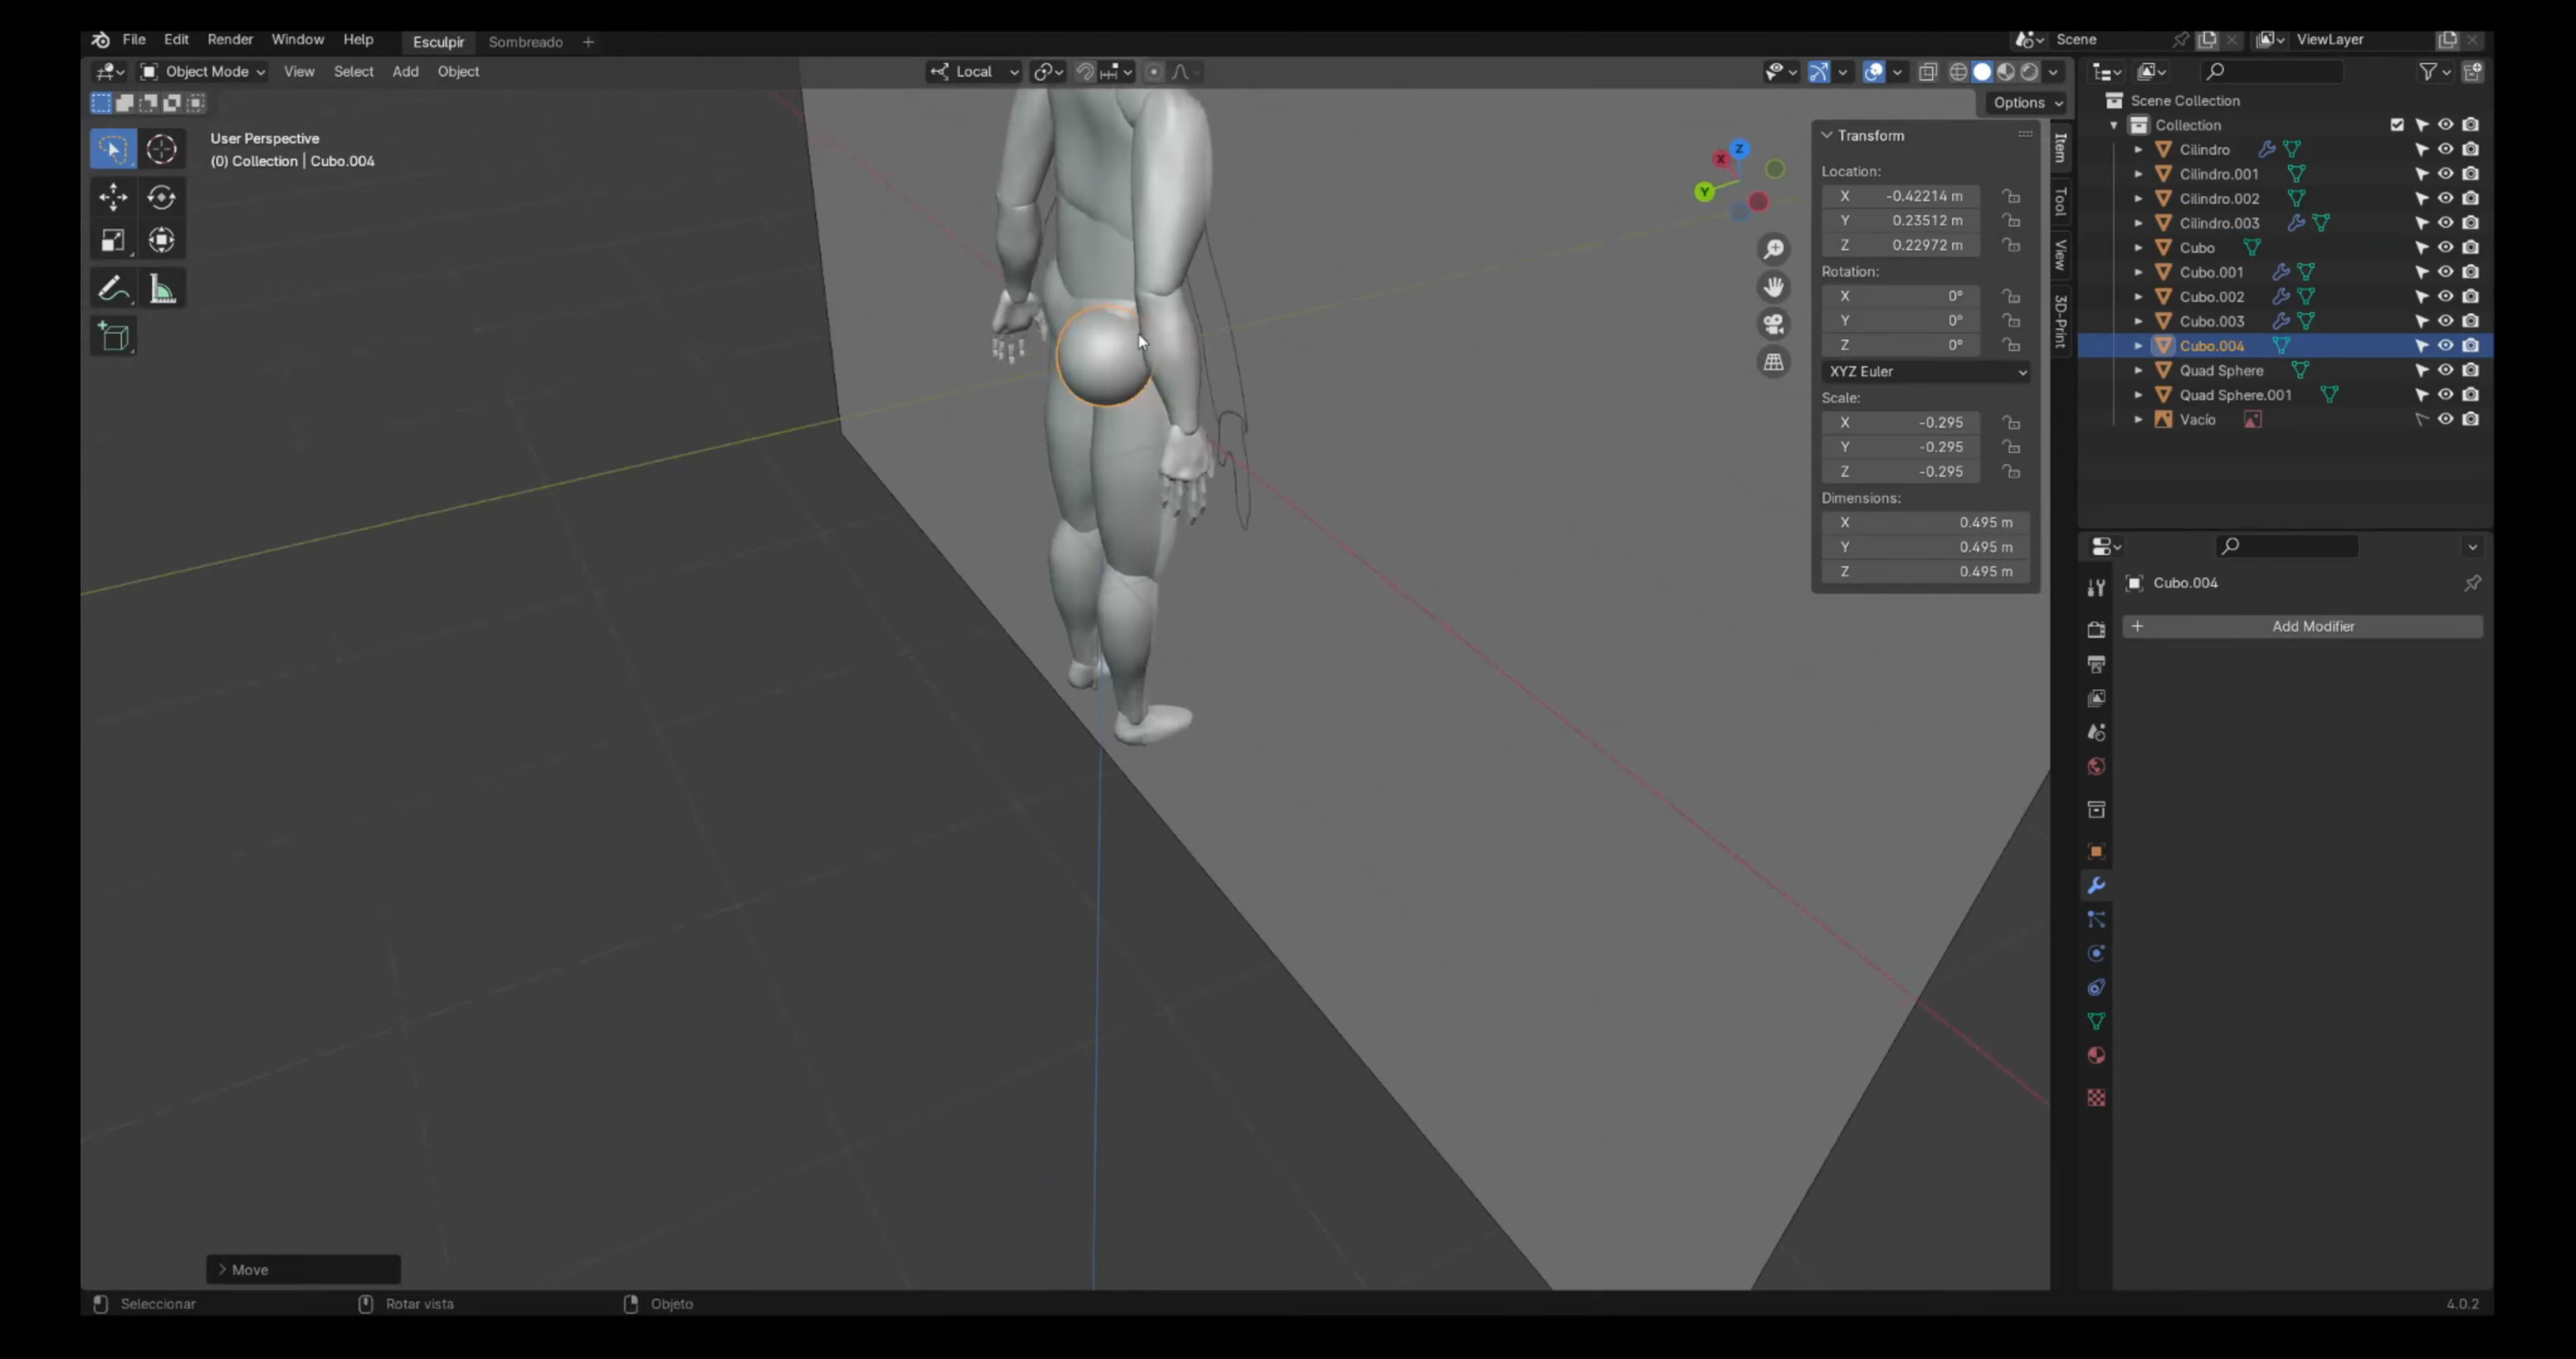 File Edit Render Window Help Esculpir Sombreado + Scene ViewLayer
Object Mode View Select Add Object Local
Options
User Perspective
(0) Collection | Cubo.004
Z
X
Y
Transform
Location:
X -0.42214 m
Y 0.23512 m
Z 0.22972 m
Rotation:
X 0°
Y 0°
Z 0°
XYZ Euler
Scale:
X -0.295
Y -0.295
Z -0.295
Dimensions:
X 0.495 m
Y 0.495 m
Z 0.495 m
Item
Tool
View
3D-Print
Scene Collection
Collection
Cilindro
Cilindro.001
Cilindro.002
Cilindro.003
Cubo
Cubo.001
Cubo.002
Cubo.003
Cubo.004
Quad Sphere
Quad Sphere.001
Vacío
Cubo.004
+ Add Modifier
> Move
Seleccionar Rotar vista Objeto 4.0.2